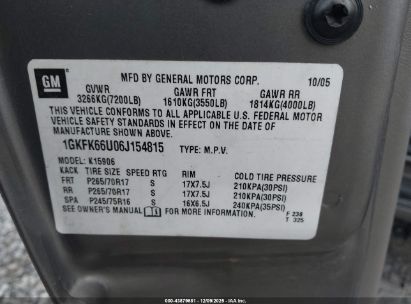 GM
MFD BY GENERAL MOTORS CORP. 10/05
GVWR GAWR FRT GAWR RR
3266KG(7200LB) 1610KG(3550LB) 1814KG(4000LB)
THIS VEHICLE CONFORMS TO ALL APPLICABLE U.S. FEDERAL MOTOR
VEHICLE SAFETY STANDARDS IN EFFECT ON THE DATE OF
MANUFACTURE SHOWN ABOVE.
1GKFK66U06J154815 TYPE: M.P.V.
K15906
TIRE SIZE SPEED RTG RIM COLD TIRE PRESSURE
FRT P265/70R17 S 17X7.5J 210KPA(30PSI)
RR P265/70R17 S 17X7.5J 210KPA(30PSI)
SPA P245/75R16 S 16X6.5J 240KPA(35PSI)
SEE OWNER'S MANUAL FOR MORE INFORMATION. F 238
T 325